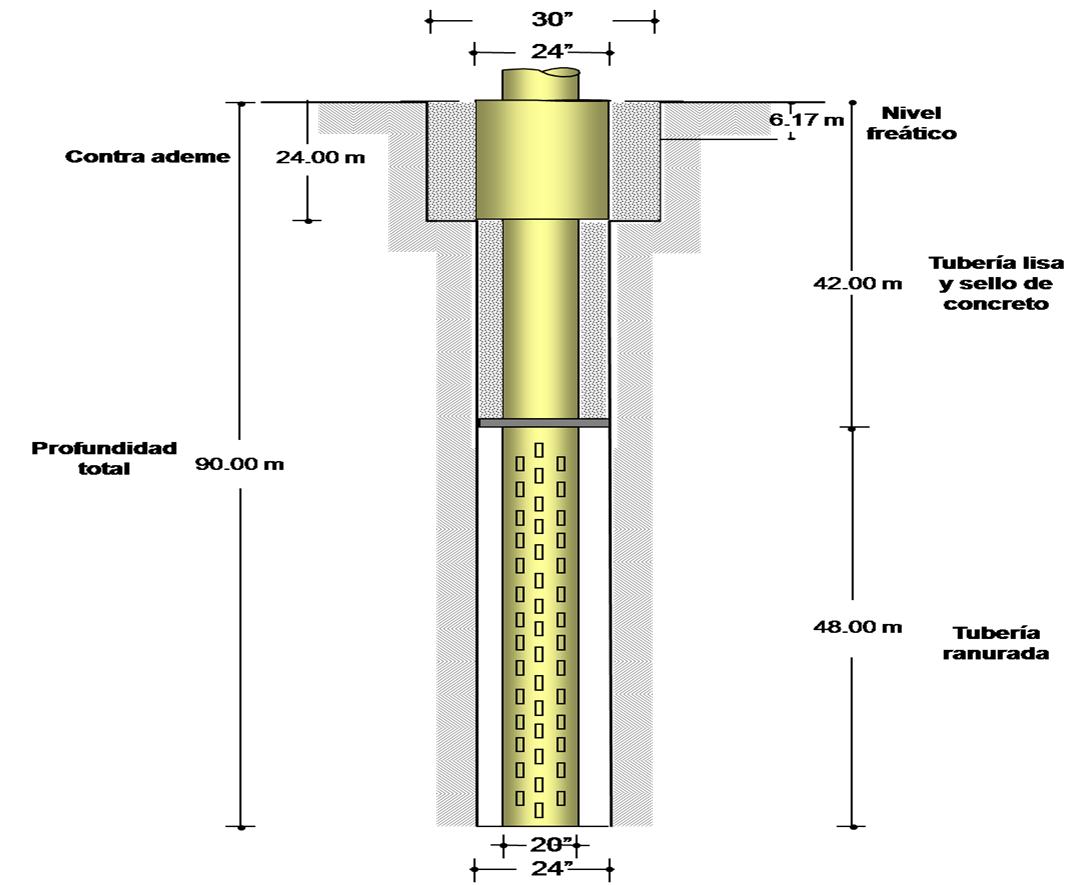 30”
24”
6.17 m
Nivel
freático
Contra ademe
24.00 m
Tubería lisa
y sello de
concreto
42.00 m
Profundidad
total
90.00 m
48.00 m
Tubería
ranurada
20”
24”